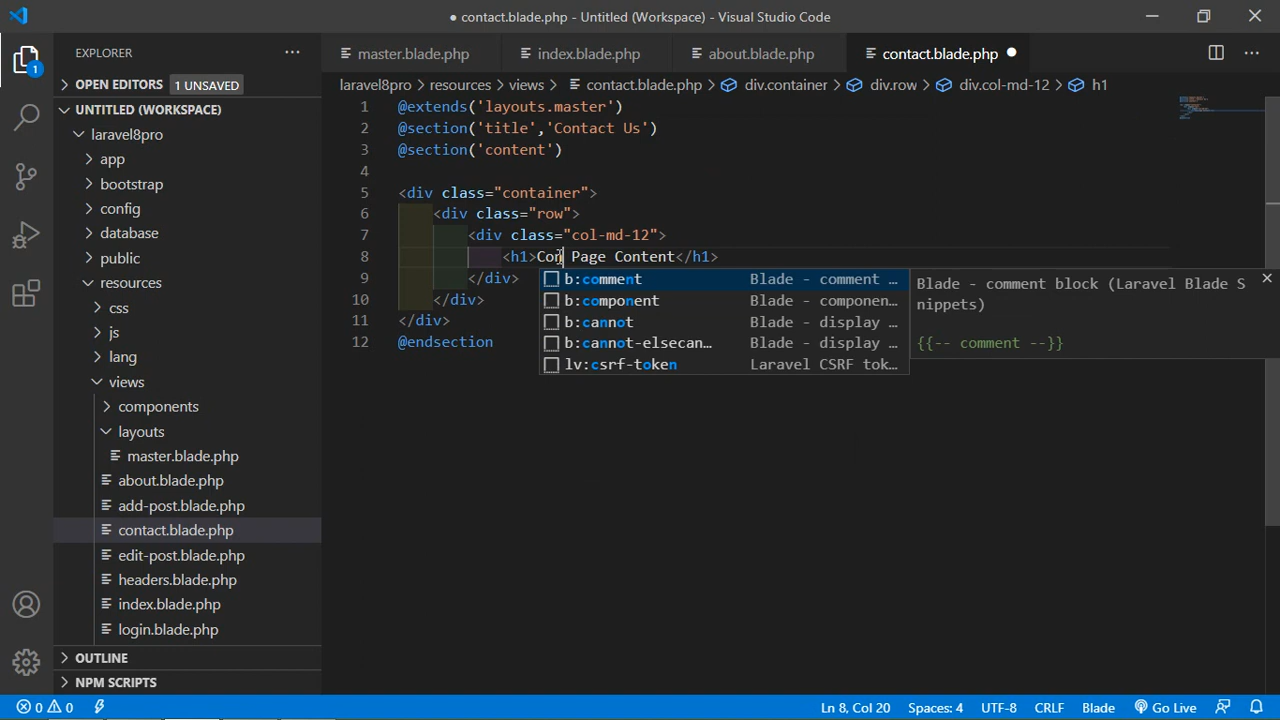 ● contact.blade.php - Untitled (Workspace) - Visual Studio Code
EXPLORER
OPEN EDITORS 1 UNSAVED
UNTITLED (WORKSPACE)
laravel8pro
app
bootstrap
config
database
public
resources
css
js
lang
views
components
layouts
master.blade.php
about.blade.php
add-post.blade.php
contact.blade.php
edit-post.blade.php
headers.blade.php
index.blade.php
login.blade.php
OUTLINE
NPM SCRIPTS
1
master.blade.php index.blade.php about.blade.php contact.blade.php ●
laravel8pro > resources > views > contact.blade.php > div.container > div.row > div.col-md-12 > h1
1 @extends('layouts.master')
2 @section('title','Contact Us')
3 @section('content')
4
5 <div class="container">
6 <div class="row">
7 <div class="col-md-12">
8 <h1>Con Page Content</h1>
9 </div>
10 </div>
11 </div>
12 @endsection
b:comment Blade - comment …
b:component Blade - componen…
b:cannot Blade - display …
b:cannot-elsecan… Blade - display …
lv:csrf-token Laravel CSRF tok…
Blade - comment block (Laravel Blade S
nippets)
{{-- comment --}}
0 0 Ln 8, Col 20 Spaces: 4 UTF-8 CRLF Blade Go Live